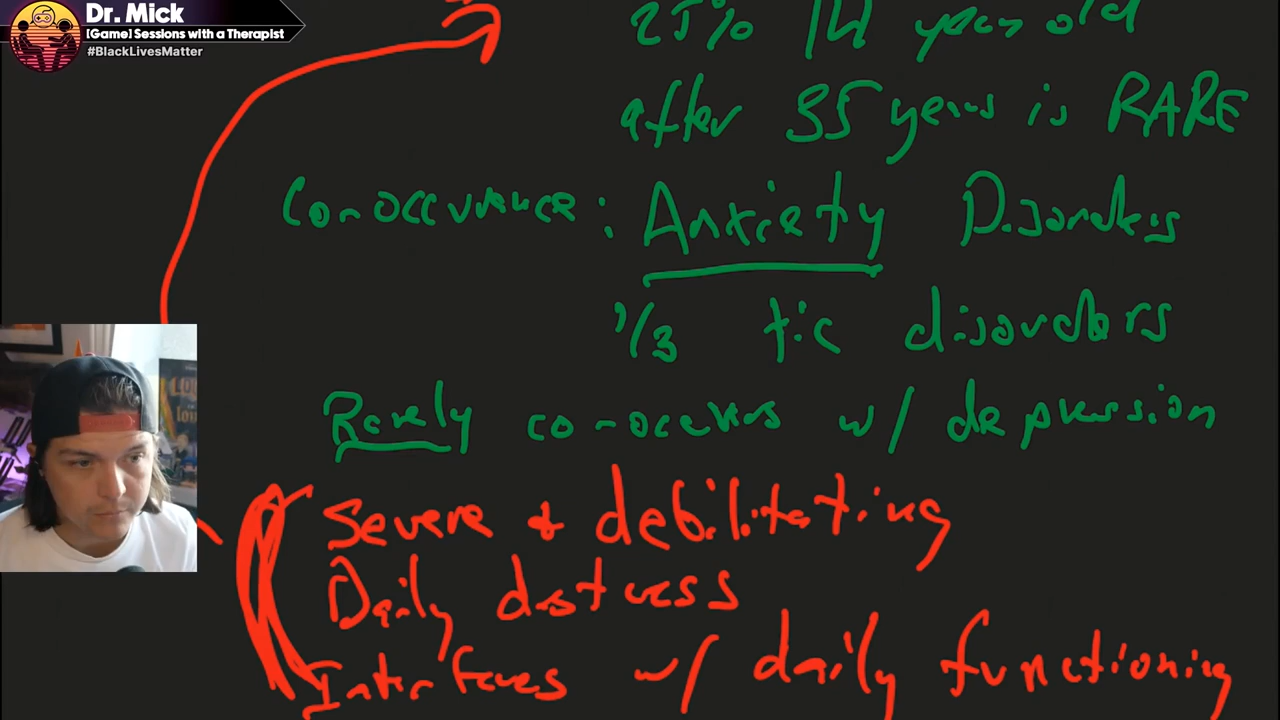 Dr. Mick
[Game] Sessions with a Therapist
#BlackLivesMatter
25% 14 years old
after 35 years is RARE
Co-occurrence: Anxiety Disorders
1/3 tic disorders
Rarely co-occurs w/ depression
Severe & debilitating
Daily distress
Interferes w/ daily functioning